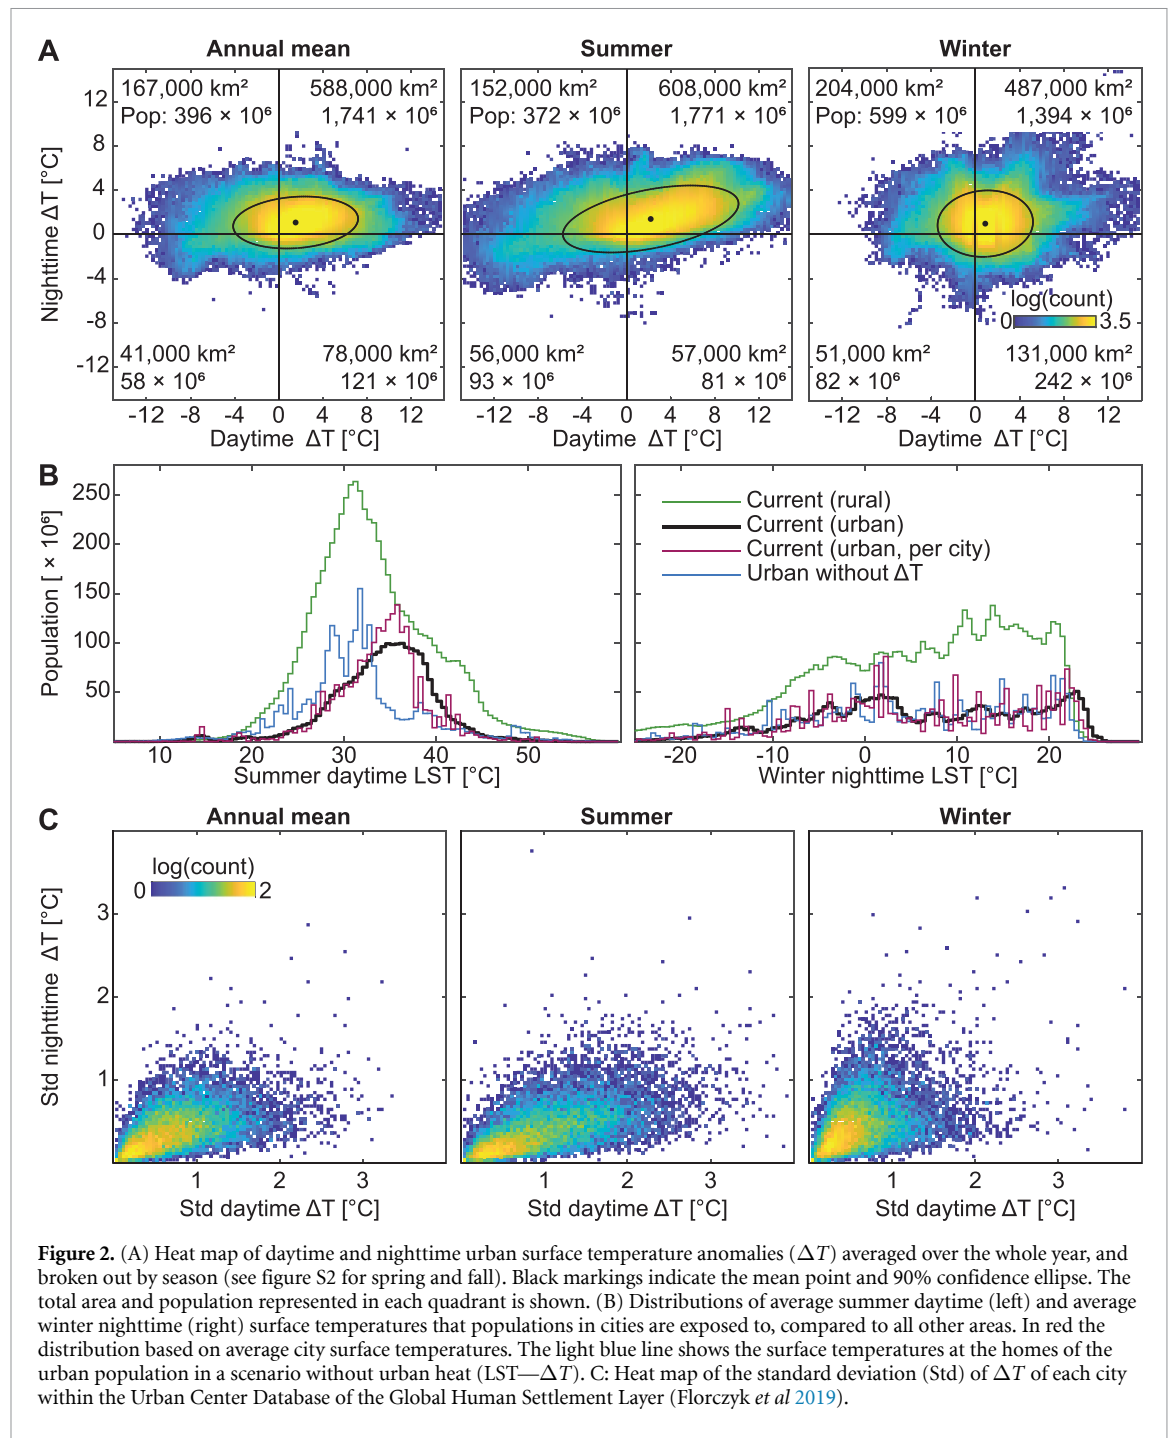 A
Annual mean
Summer
Winter
167,000 km²
588,000 km²
Pop: 396 × 10⁶
1,741 × 10⁶
152,000 km²
608,000 km²
Pop: 372 × 10⁶
1,771 × 10⁶
204,000 km²
487,000 km²
Pop: 599 × 10⁶
1,394 × 10⁶
12
8
4
0
-4
-8
-12
Nighttime ΔT [°C]
log(count)
0
3.5
41,000 km²
78,000 km²
58 × 10⁶
121 × 10⁶
56,000 km²
57,000 km²
93 × 10⁶
81 × 10⁶
51,000 km²
131,000 km²
82 × 10⁶
242 × 10⁶
-12 -8 -4 0 4 8 12
-12 -8 -4 0 4 8 12
-12 -8 -4 0 4 8 12
Daytime ΔT [°C]
Daytime ΔT [°C]
Daytime ΔT [°C]
B
250
200
150
100
50
Population [ × 10⁶]
Current (rural)
Current (urban)
Current (urban, per city)
Urban without ΔT
10 20 30 40 50
-20 -10 0 10 20
Summer daytime LST [°C]
Winter nighttime LST [°C]
C
Annual mean
Summer
Winter
log(count)
0
2
3
2
1
Std nighttime ΔT [°C]
1 2 3
1 2 3
1 2 3
Std daytime ΔT [°C]
Std daytime ΔT [°C]
Std daytime ΔT [°C]
Figure 2. (A) Heat map of daytime and nighttime urban surface temperature anomalies (ΔT) averaged over the whole year, and
broken out by season (see figure S2 for spring and fall). Black markings indicate the mean point and 90% confidence ellipse. The
total area and population represented in each quadrant is shown. (B) Distributions of average summer daytime (left) and average
winter nighttime (right) surface temperatures that populations in cities are exposed to, compared to all other areas. In red the
distribution based on average city surface temperatures. The light blue line shows the surface temperatures at the homes of the
urban population in a scenario without urban heat (LST—ΔT). C: Heat map of the standard deviation (Std) of ΔT of each city
within the Urban Center Database of the Global Human Settlement Layer (Florczyk et al 2019).